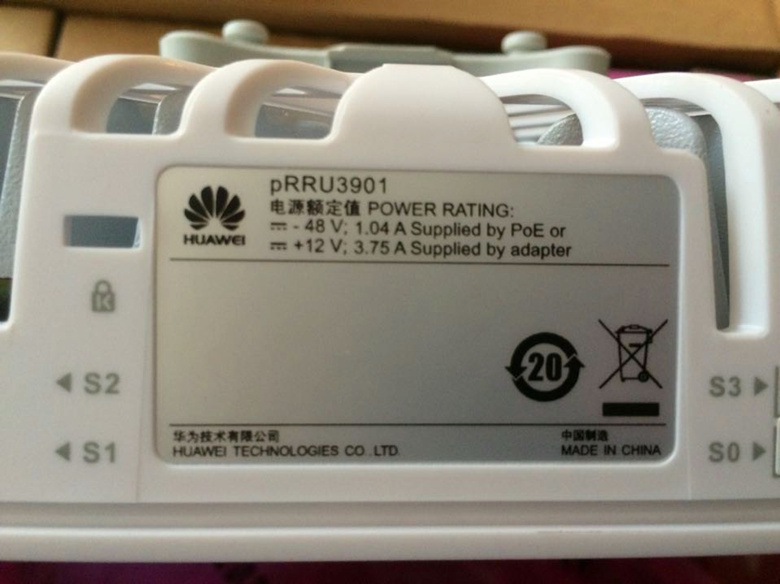 pRRU3901
电源额定值 POWER RATING:
- 48 V; 1.04 A Supplied by PoE or
+12 V; 3.75 A Supplied by adapter
HUAWEI
K
20
S2
S3
S1
S0
华为技术有限公司
HUAWEI TECHNOLOGIES CO.,LTD.
中国制造
MADE IN CHINA